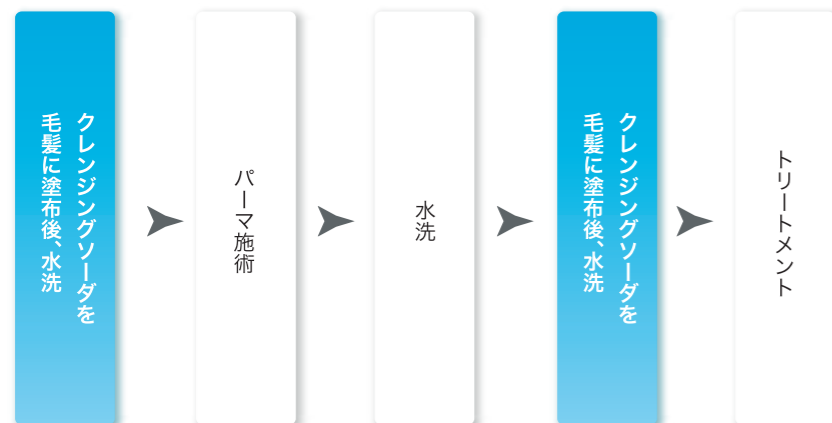 クレンジングソーダを
毛髪に塗布後、水洗
パーマ施術
水洗
クレンジングソーダを
毛髪に塗布後、水洗
トリートメント